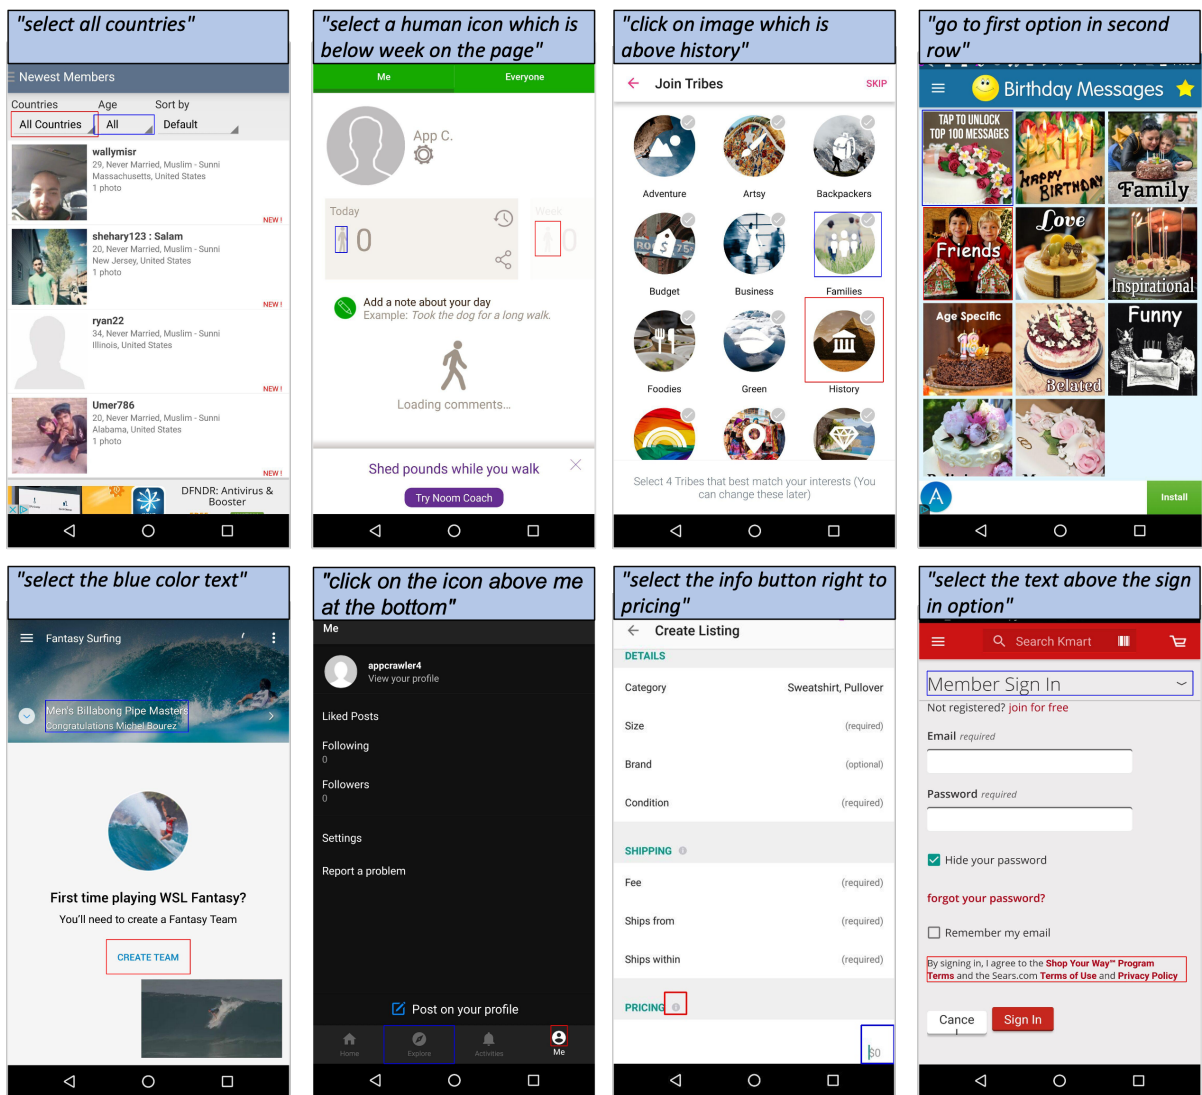 "select all countries"
Newest Members
Countries Age Sort by
All Countries All Default
wallymisr
29, Never Married, Muslim - Sunni
Massachusetts, United States
1 photo
NEW !
shehary123 : Salam
20, Never Married, Muslim - Sunni
New Jersey, United States
1 photo
NEW !
ryan22
34, Never Married, Muslim - Sunni
Illinois, United States
NEW !
Umer786
20, Never Married, Muslim - Sunni
Alabama, United States
1 photo
NEW !
DFNDR: Antivirus &
Booster
"select a human icon which is
below week on the page"
Me Everyone
App C.
Today Week
0 0
Add a note about your day
Example: Took the dog for a long walk.
Loading comments...
Shed pounds while you walk
Try Noom Coach
"click on image which is
above history"
Join Tribes SKIP
Adventure Artsy Backpackers
Budget Business Families
Foodies Green History
Select 4 Tribes that best match your interests (You
can change these later)
"go to first option in second
row"
Birthday Messages
TAP TO UNLOCK
TOP 100 MESSAGES
HAPPY
BIRTHDAY
Family
Friends
Love
Inspirational
Age Specific
18
Belated
Funny
Install
"select the blue color text"
Fantasy Surfing
Men's Billabong Pipe Masters
Congratulations Michel Bourez
First time playing WSL Fantasy?
You'll need to create a Fantasy Team
CREATE TEAM
"click on the icon above me
at the bottom"
Me
appcrawler4
View your profile
Liked Posts
Following
0
Followers
0
Settings
Report a problem
Post on your profile
Home Explore Activities Me
"select the info button right to
pricing"
Create Listing
DETAILS
Category Sweatshirt, Pullover
Size (required)
Brand (optional)
Condition (required)
SHIPPING
Fee (required)
Ships from (required)
Ships within (required)
PRICING
$0
"select the text above the sign
in option"
Search Kmart
Member Sign In
Not registered? join for free
Email required
Password required
Hide your password
forgot your password?
Remember my email
By signing in, I agree to the Shop Your Way℠ Program
Terms and the Sears.com Terms of Use and Privacy Policy
Cance
Sign In